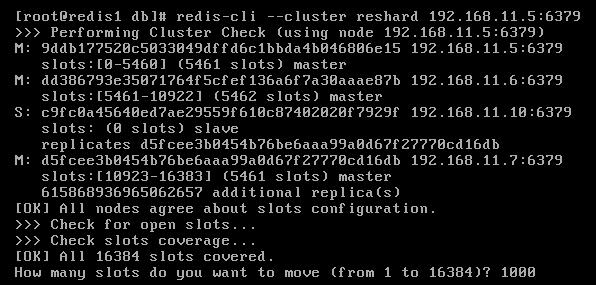 [root@redis1 db]# redis-cli --cluster reshard 192.168.11.5:6379
>>> Performing Cluster Check (using node 192.168.11.5:6379)
M: 9ddb177520c5033049dffd6c1bbda4b046806e15 192.168.11.5:6379
slots:[0-5460] (5461 slots) master
M: dd386793e35071764f5cfef136a6f7a30aaae87b 192.168.11.6:6379
slots:[5461-10922] (5462 slots) master
S: c9fc0a45640ed7ae29559f610c87402020f7929f 192.168.11.10:6379
slots: (0 slots) slave
replicates d5fcee3b0454b76be6aaa99a0d67f27770cd16db
M: d5fcee3b0454b76be6aaa99a0d67f27770cd16db 192.168.11.7:6379
slots:[10923-16383] (5461 slots) master
615868936965062657 additional replica(s)
[OK] All nodes agree about slots configuration.
>>> Check for open slots...
>>> Check slots coverage...
[OK] All 16384 slots covered.
How many slots do you want to move (from 1 to 16384)? 1000